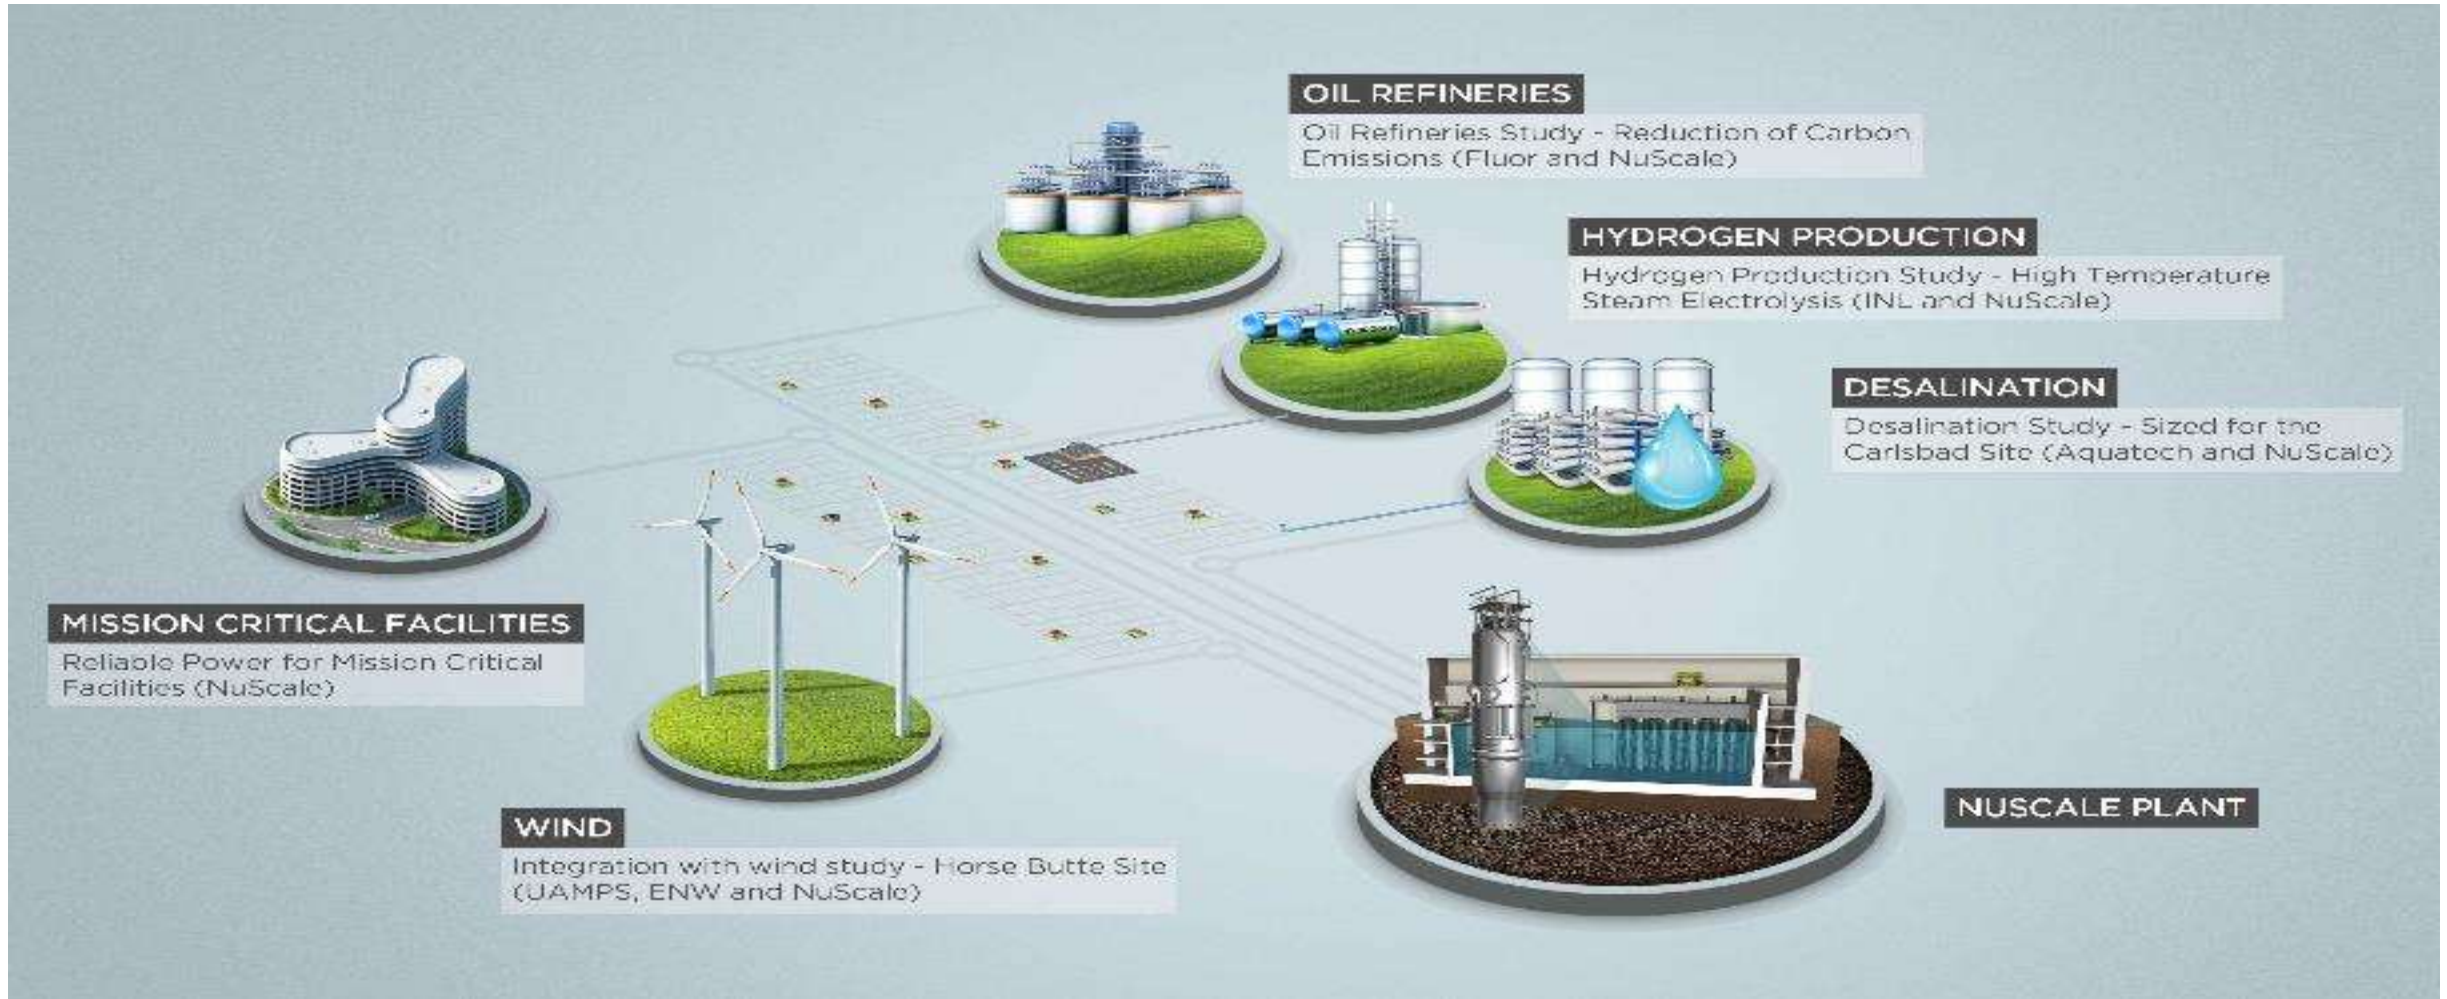 OIL REFINERIES
Oil Refineries Study - Reduction of Carbon
Emissions (Fluor and NuScale)
HYDROGEN PRODUCTION
Hydrogen Production Study - High Temperature
Steam Electrolysis (INL and NuScale)
DESALINATION
Desalination Study - Sized for the
Carlsbad Site (Aquatech and NuScale)
MISSION CRITICAL FACILITIES
Reliable Power for Mission Critical
Facilities (NuScale)
WIND
Integration with wind study - Horse Butte Site
(UAMPS, ENW and NuScale)
NUSCALE PLANT